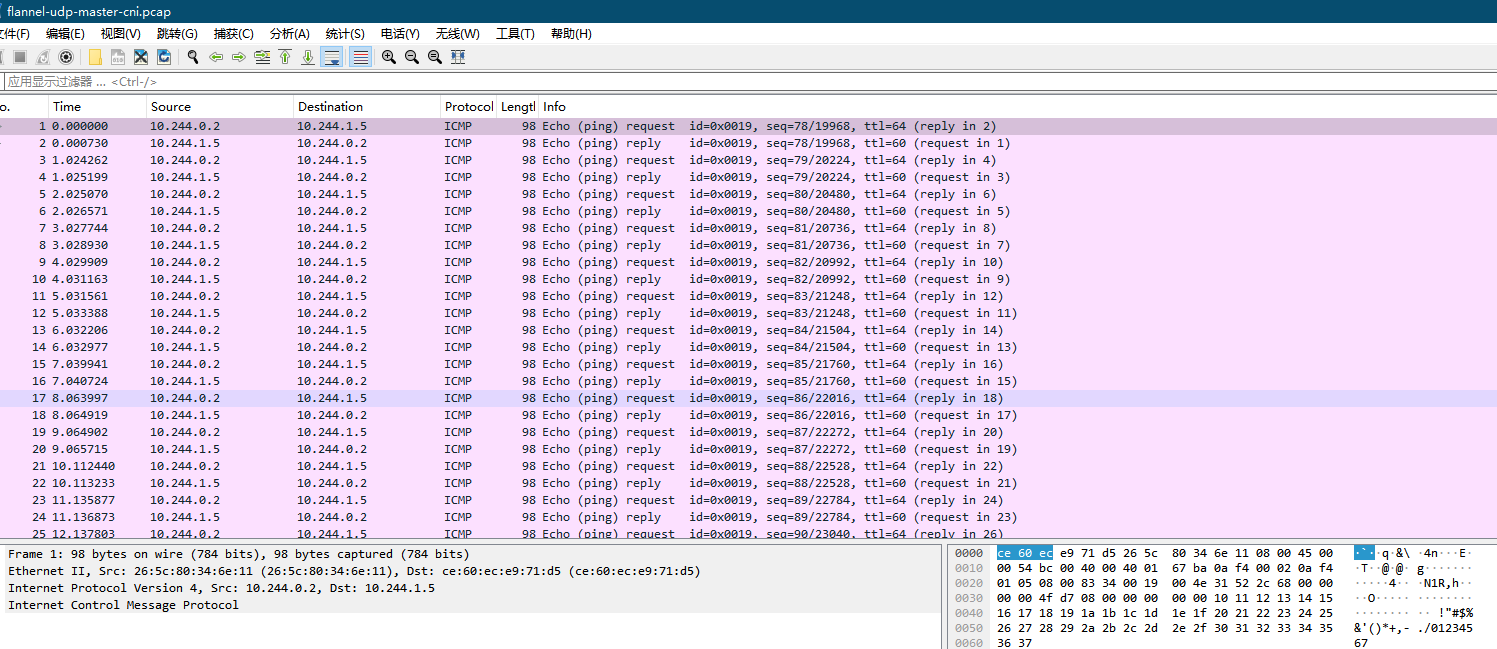 flannel-udp-master-cni.pcap
文件(F) 编辑(E) 视图(V) 跳转(G) 捕获(C) 分析(A) 统计(S) 电话(Y) 无线(W) 工具(T) 帮助(H)
应用显示过滤器 … <Ctrl-/>
o. Time Source Destination Protocol Lengtl Info
1 0.000000 10.244.0.2 10.244.1.5 ICMP 98 Echo (ping) request id=0x0019, seq=78/19968, ttl=64 (reply in 2)
2 0.000730 10.244.1.5 10.244.0.2 ICMP 98 Echo (ping) reply id=0x0019, seq=78/19968, ttl=60 (request in 1)
3 1.024262 10.244.0.2 10.244.1.5 ICMP 98 Echo (ping) request id=0x0019, seq=79/20224, ttl=64 (reply in 4)
4 1.025199 10.244.1.5 10.244.0.2 ICMP 98 Echo (ping) reply id=0x0019, seq=79/20224, ttl=60 (request in 3)
5 2.025070 10.244.0.2 10.244.1.5 ICMP 98 Echo (ping) request id=0x0019, seq=80/20480, ttl=64 (reply in 6)
6 2.026571 10.244.1.5 10.244.0.2 ICMP 98 Echo (ping) reply id=0x0019, seq=80/20480, ttl=60 (request in 5)
7 3.027744 10.244.0.2 10.244.1.5 ICMP 98 Echo (ping) request id=0x0019, seq=81/20736, ttl=64 (reply in 8)
8 3.028930 10.244.1.5 10.244.0.2 ICMP 98 Echo (ping) reply id=0x0019, seq=81/20736, ttl=60 (request in 7)
9 4.029909 10.244.0.2 10.244.1.5 ICMP 98 Echo (ping) request id=0x0019, seq=82/20992, ttl=64 (reply in 10)
10 4.031163 10.244.1.5 10.244.0.2 ICMP 98 Echo (ping) reply id=0x0019, seq=82/20992, ttl=60 (request in 9)
11 5.031561 10.244.0.2 10.244.1.5 ICMP 98 Echo (ping) request id=0x0019, seq=83/21248, ttl=64 (reply in 12)
12 5.033388 10.244.1.5 10.244.0.2 ICMP 98 Echo (ping) reply id=0x0019, seq=83/21248, ttl=60 (request in 11)
13 6.032206 10.244.0.2 10.244.1.5 ICMP 98 Echo (ping) request id=0x0019, seq=84/21504, ttl=64 (reply in 14)
14 6.032977 10.244.1.5 10.244.0.2 ICMP 98 Echo (ping) reply id=0x0019, seq=84/21504, ttl=60 (request in 13)
15 7.039941 10.244.0.2 10.244.1.5 ICMP 98 Echo (ping) request id=0x0019, seq=85/21760, ttl=64 (reply in 16)
16 7.040724 10.244.1.5 10.244.0.2 ICMP 98 Echo (ping) reply id=0x0019, seq=85/21760, ttl=60 (request in 15)
17 8.063997 10.244.0.2 10.244.1.5 ICMP 98 Echo (ping) request id=0x0019, seq=86/22016, ttl=64 (reply in 18)
18 8.064919 10.244.1.5 10.244.0.2 ICMP 98 Echo (ping) reply id=0x0019, seq=86/22016, ttl=60 (request in 17)
19 9.064902 10.244.0.2 10.244.1.5 ICMP 98 Echo (ping) request id=0x0019, seq=87/22272, ttl=64 (reply in 20)
20 9.065715 10.244.1.5 10.244.0.2 ICMP 98 Echo (ping) reply id=0x0019, seq=87/22272, ttl=60 (request in 19)
21 10.112440 10.244.0.2 10.244.1.5 ICMP 98 Echo (ping) request id=0x0019, seq=88/22528, ttl=64 (reply in 22)
22 10.113233 10.244.1.5 10.244.0.2 ICMP 98 Echo (ping) reply id=0x0019, seq=88/22528, ttl=60 (request in 21)
23 11.135877 10.244.0.2 10.244.1.5 ICMP 98 Echo (ping) request id=0x0019, seq=89/22784, ttl=64 (reply in 24)
24 11.136873 10.244.1.5 10.244.0.2 ICMP 98 Echo (ping) reply id=0x0019, seq=89/22784, ttl=60 (request in 23)
25 12.137803 10.244.0.2 10.244.1.5 ICMP 98 Echo (ping) request id=0x0019, seq=90/23040, ttl=64 (reply in 26)
Frame 1: 98 bytes on wire (784 bits), 98 bytes captured (784 bits)
Ethernet II, Src: 26:5c:80:34:6e:11 (26:5c:80:34:6e:11), Dst: ce:60:ec:e9:71:d5 (ce:60:ec:e9:71:d5)
Internet Protocol Version 4, Src: 10.244.0.2, Dst: 10.244.1.5
Internet Control Message Protocol
0000 ce 60 ec e9 71 d5 26 5c 80 34 6e 11 08 00 45 00 ·`··q·&\ ·4n···E·
0010 00 54 bc 00 40 00 40 01 67 ba 0a f4 00 02 0a f4 ·T··@·@· g·······
0020 01 05 08 00 83 34 00 19 00 4e 31 52 2c 68 00 00 ·····4·· ·N1R,h··
0030 00 00 4f d7 08 00 00 00 00 00 10 11 12 13 14 15 ··O····· ········
0040 16 17 18 19 1a 1b 1c 1d 1e 1f 20 21 22 23 24 25 ········ ·· !"#$%
0050 26 27 28 29 2a 2b 2c 2d 2e 2f 30 31 32 33 34 35 &'()*+,- ./012345
0060 36 37 67